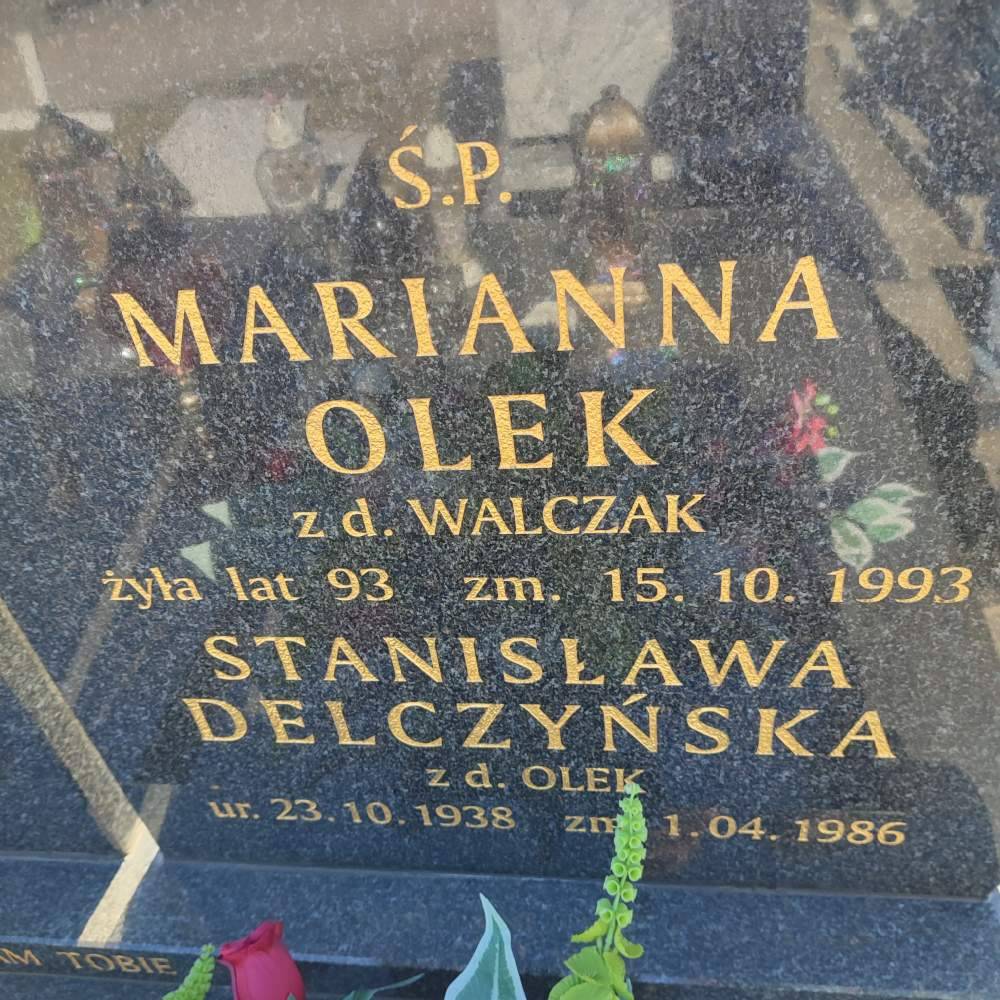 Ś.P.
MARIANNA
OLEK
z d. WALCZAK
żyła lat 93 zm. 15. 10. 1993
STANISŁAWA
DELCZYŃSKA
z d. OLEK
ur. 23. 10. 1938 1. 04. 1986
TOBIE